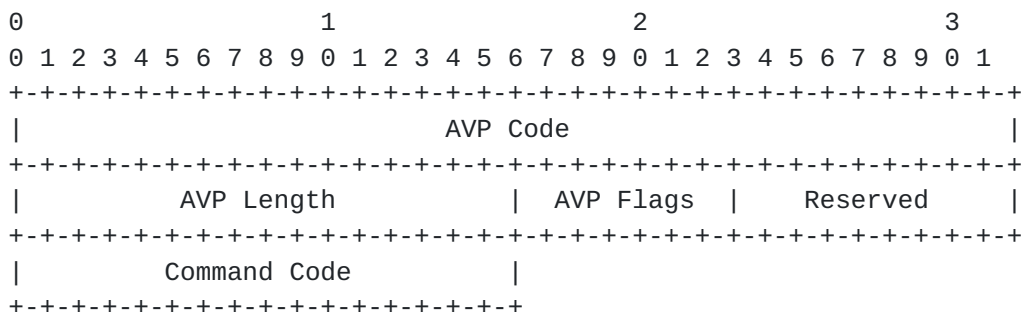 0                   1                   2                   3
0 1 2 3 4 5 6 7 8 9 0 1 2 3 4 5 6 7 8 9 0 1 2 3 4 5 6 7 8 9 0 1
+-+-+-+-+-+-+-+-+-+-+-+-+-+-+-+-+-+-+-+-+-+-+-+-+-+-+-+-+-+-+-+-+
|                           AVP Code                            |
+-+-+-+-+-+-+-+-+-+-+-+-+-+-+-+-+-+-+-+-+-+-+-+-+-+-+-+-+-+-+-+-+
|          AVP Length           |  AVP Flags  |    Reserved     |
+-+-+-+-+-+-+-+-+-+-+-+-+-+-+-+-+-+-+-+-+-+-+-+-+-+-+-+-+-+-+-+-+
|         Command Code          |
+-+-+-+-+-+-+-+-+-+-+-+-+-+-+-+-+